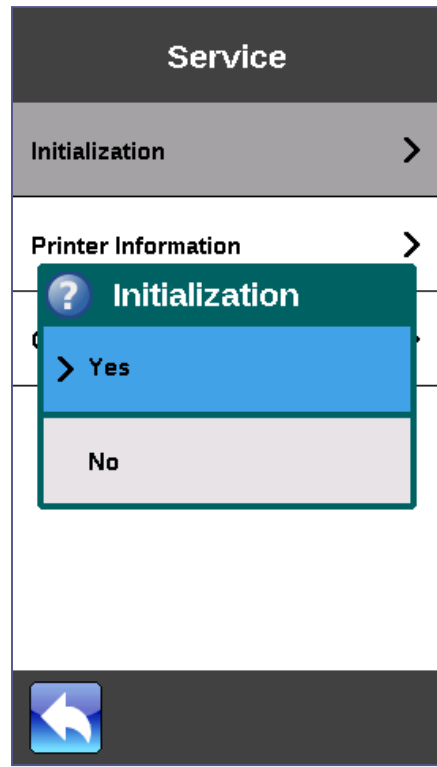 Service
Initialization
Printer Information
Initialization
Yes
No